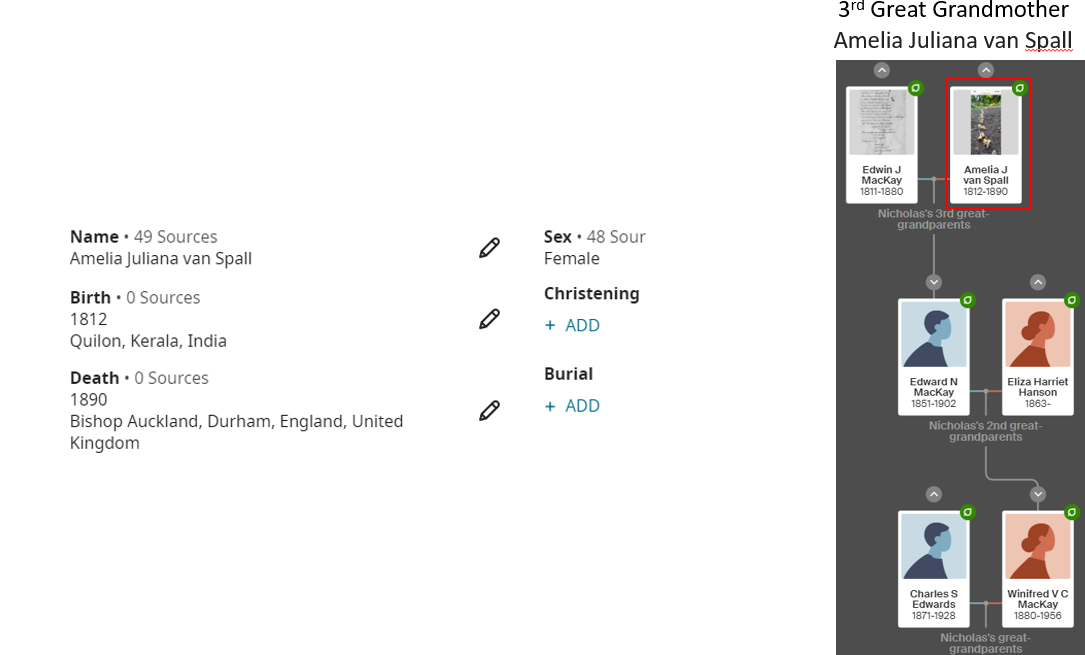 3rd Great Grandmother
Amelia Juliana van Spall
Name • 49 Sources
Amelia Juliana van Spall
Birth • 0 Sources
1812
Quilon, Kerala, India
Death • 0 Sources
1890
Bishop Auckland, Durham, England, United
Kingdom
Sex • 48 Sour
Female
Christening
+ ADD
Burial
+ ADD
Edwin J
MacKay
1811-1880
Amelia J
van Spall
1812-1890
Nicholas's 3rd great-
grandparents
Edward N
MacKay
1851-1902
Eliza Harriet
Hanson
1863-
Nicholas's 2nd great-
grandparents
Charles S
Edwards
1871-1928
Winifred V C
MacKay
1880-1956
Nicholas's great-
grandparents